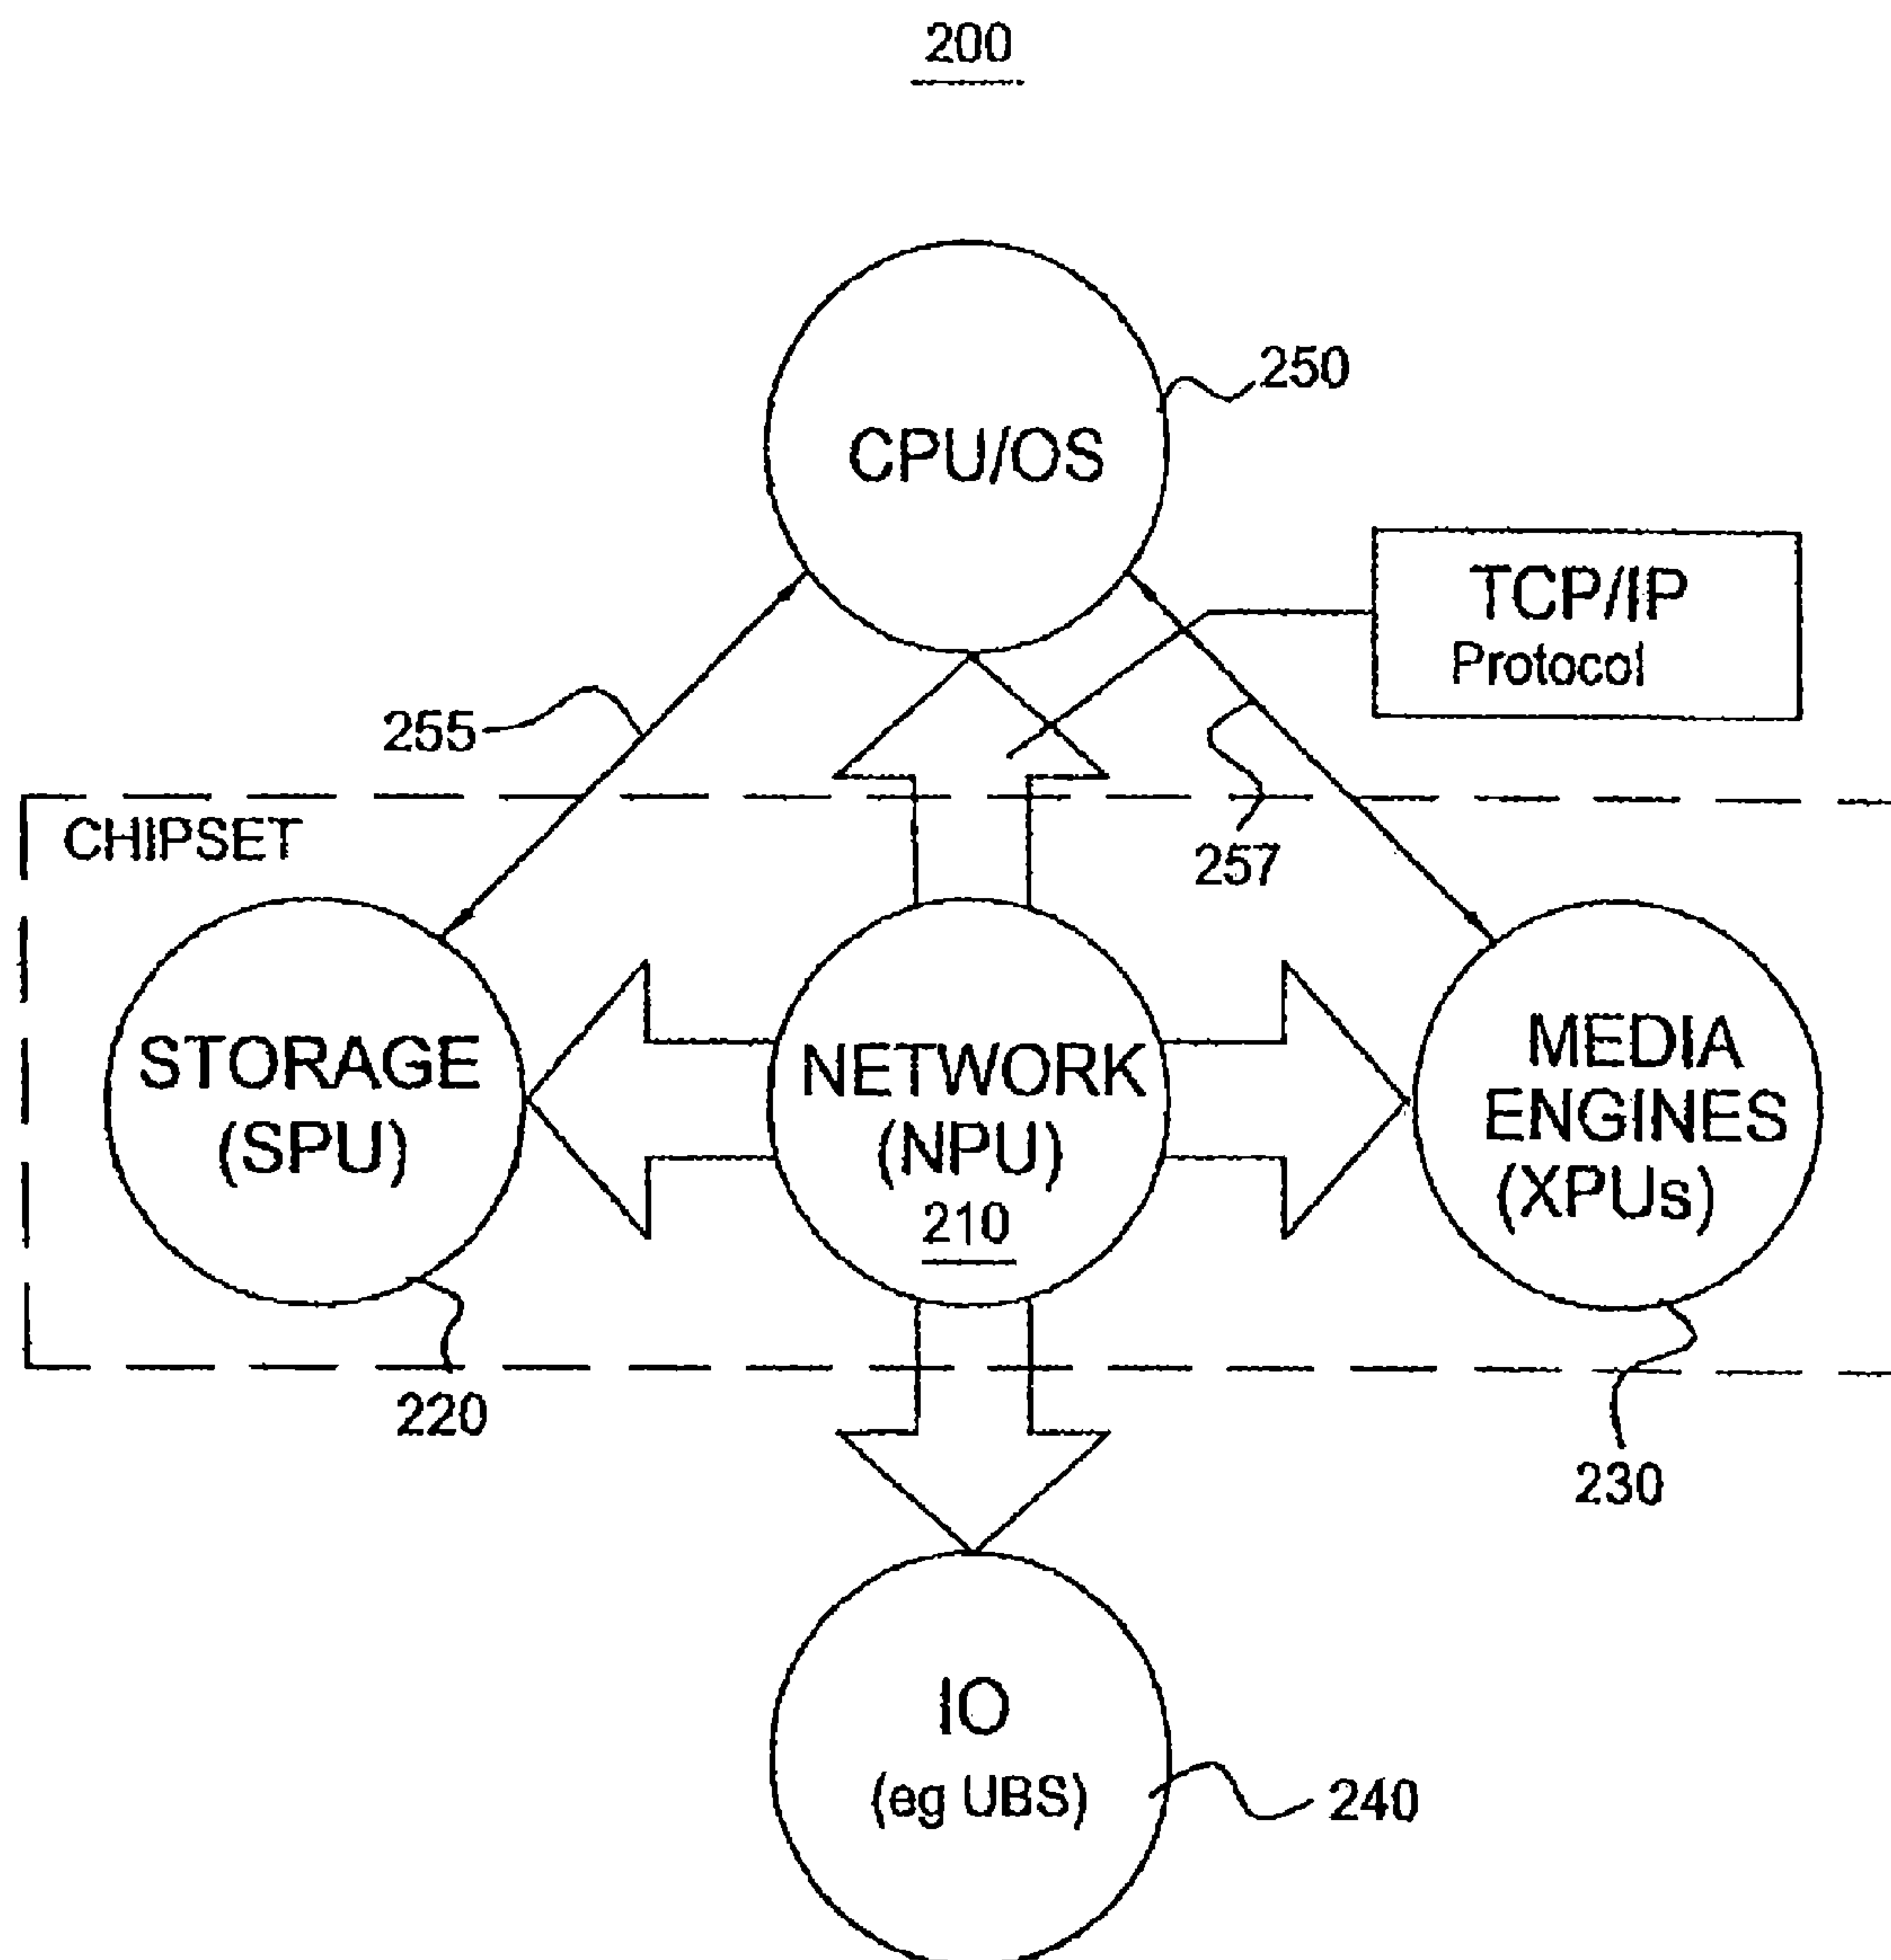 200
250
CPU/OS
TCP/IP
Protocol
255
CHIPSET
257
STORAGE
(SPU)
NETWORK
(NPU)
210
MEDIA
ENGINES
(XPUs)
220
230
IO
(eg UBS)
240